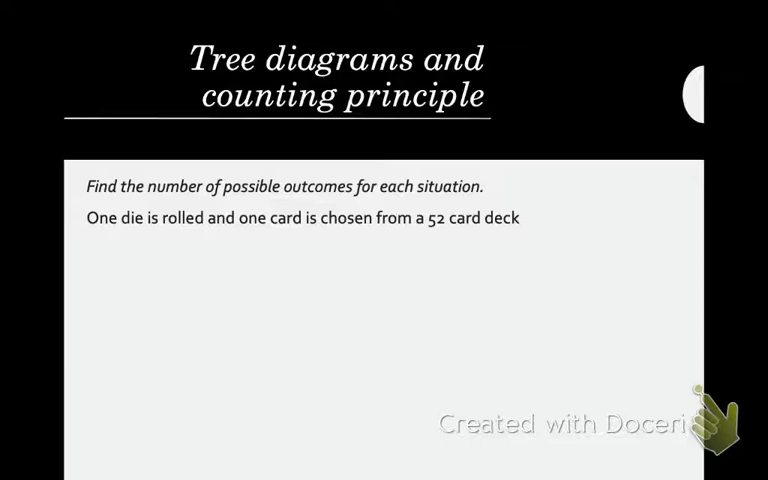 Tree diagrams and
counting principle
Find the number of possible outcomes for each situation.
One die is rolled and one card is chosen from a 52 card deck
Created with Doceri